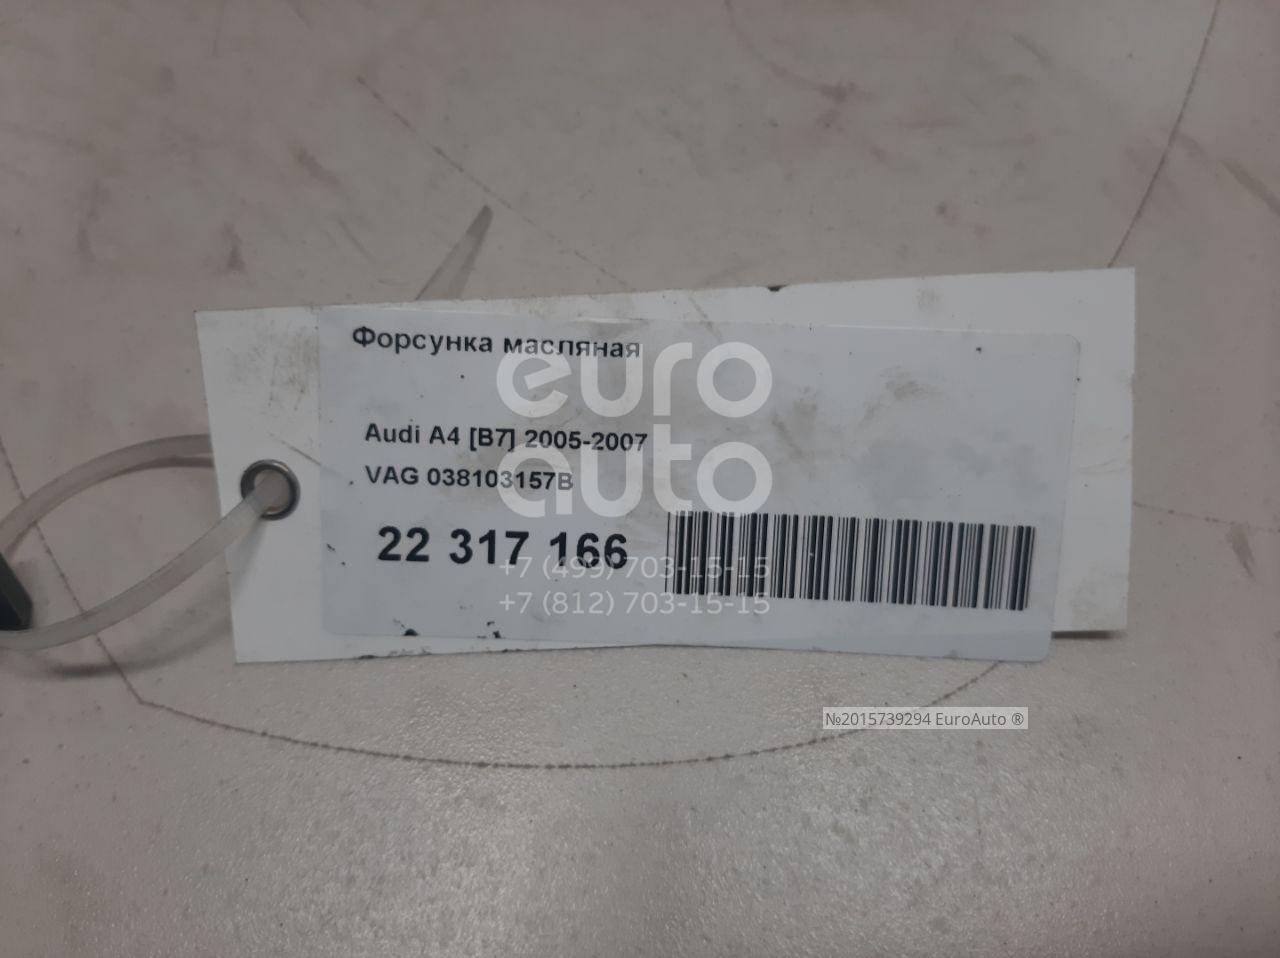 Форсунка масляная
euro
auto
Audi A4 [B7] 2005-2007
VAG 038103157B
22 317 166
+7 (499) 703-15-15
+7 (812) 703-15-15
№2015739294 EuroAuto ®